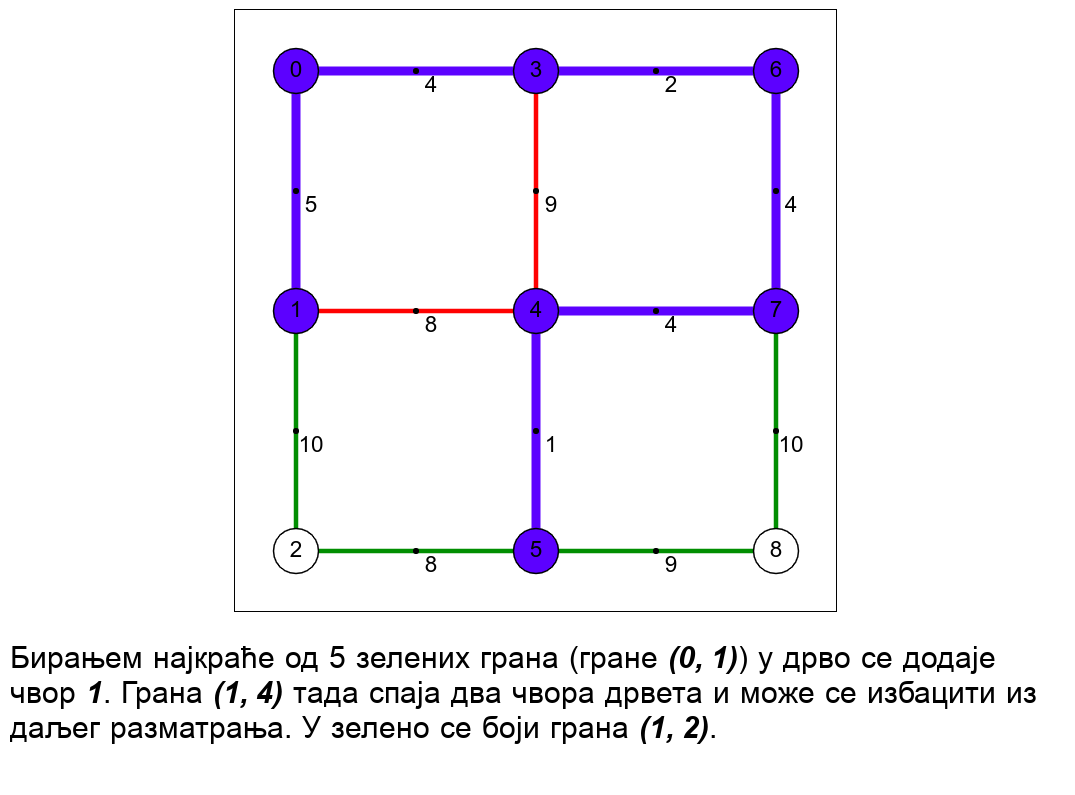 0 3 6
4 2
5 9 4
1 4 7
8 4
10 1 10
2 5 8
8 9
Бирањем најкраће од 5 зелених грана (гране (0, 1)) у дрво се додаје
чвор 1. Грана (1, 4) тада спаја два чвора дрвета и може се избацити из
даљег разматрања. У зелено се боји грана (1, 2).